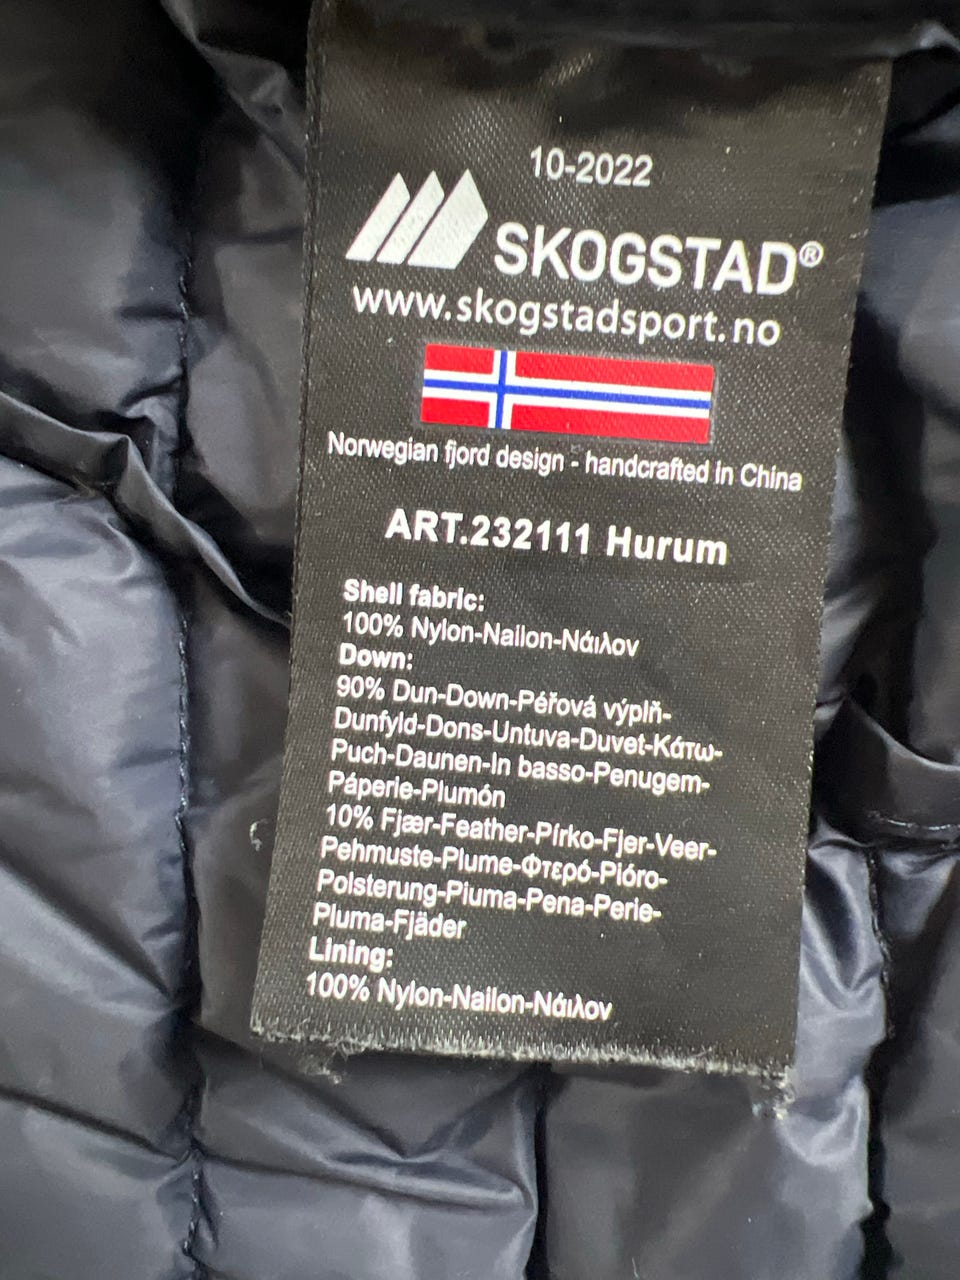 10-2022
SKOGSTAD®
www.skogstadsport.no
Norwegian fjord design - handcrafted in China
ART.232111 Hurum
Shell fabric:
100% Nylon-Nailon-Νάιλον
Down:
90% Dun-Down-Péřová výplň-
Dunfyld-Dons-Untuva-Duvet-Κάτω-
Puch-Daunen-In basso-Penugem-
Páperie-Plumón
10% Fjær-Feather-Pírko-Fjer-Veer-
Pehmuste-Plume-Φτερό-Pióro-
Polsterung-Piuma-Pena-Perie-
Pluma-Fjäder
Lining:
100% Nylon-Nailon-Νάιλον